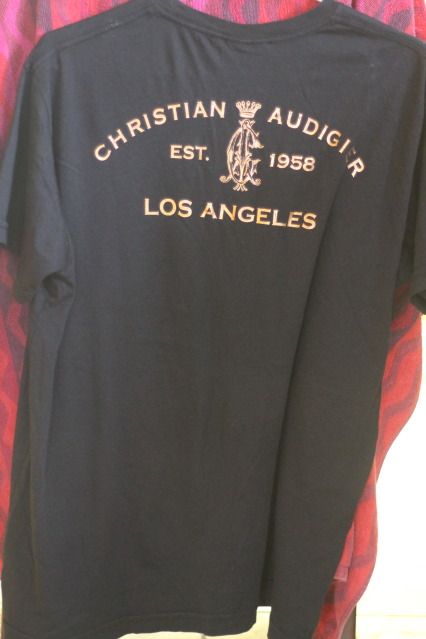 CHRISTIAN AUDIGIER
EST. 1958
LOS ANGELES